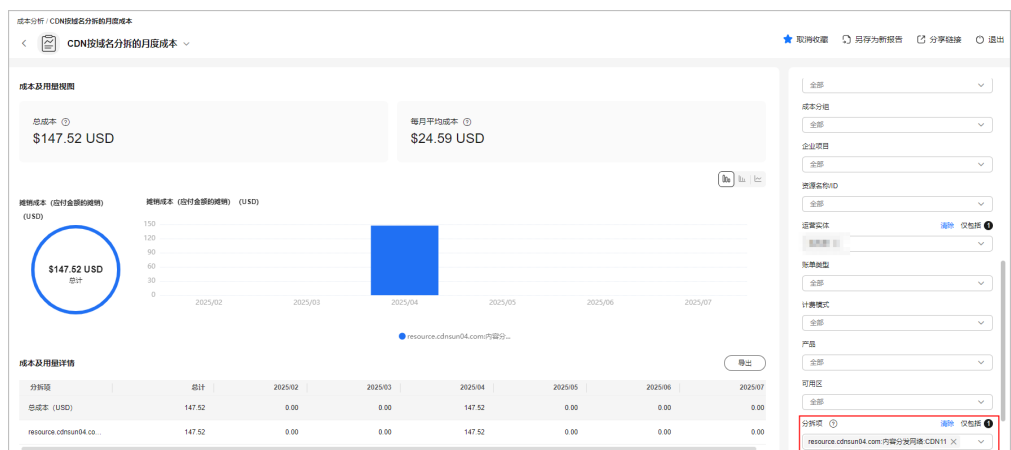 成本分析 / CDN按域名分拆的月度成本
CDN按域名分拆的月度成本
取消收藏 另存为新报告 分享链接 退出
成本及用量视图
总成本
$147.52 USD
每月平均成本
$24.59 USD
摊销成本（应付金额的摊销）
(USD)
$147.52 USD
总计
摊销成本（应付金额的摊销） (USD)
150
120
90
60
30
0
2025/02 2025/03 2025/04 2025/05 2025/06 2025/07
resource.cdnsun04.com:内容分...
成本及用量详情
导出
分拆项 总计 2025/02 2025/03 2025/04 2025/05 2025/06 2025/07
总成本（USD） 147.52 0.00 0.00 147.52 0.00 0.00 0.00
resource.cdnsun04.co... 147.52 0.00 0.00 147.52 0.00 0.00 0.00
全部
成本分组
全部
企业项目
全部
资源名称/ID
全部
运营实体 清除 仅包括 1
账单类型
全部
计费模式
全部
产品
全部
可用区
全部
分拆项 清除 仅包括 1
resource.cdnsun04.com:内容分发网络:CDN11